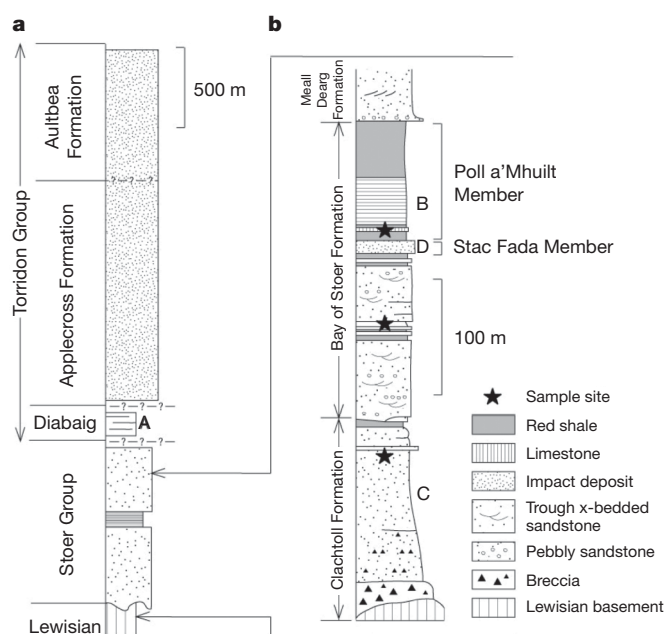 a
500 m
Aultbea
Formation
- ? - ? - ? - ? -
Torridon Group
Applecross Formation
-- ? -- ? -- ? --
Diabaig
A
-- ? -- ? -- ? --
Stoer Group
Lewisian
b
Meall
Dearg
Formation
Bay of Stoer Formation
B
Poll a'Mhuilt
Member
D
Stac Fada Member
100 m
Clachtoll Formation
C
Sample site
Red shale
Limestone
Impact deposit
Trough x-bedded
sandstone
Pebbly sandstone
Breccia
Lewisian basement